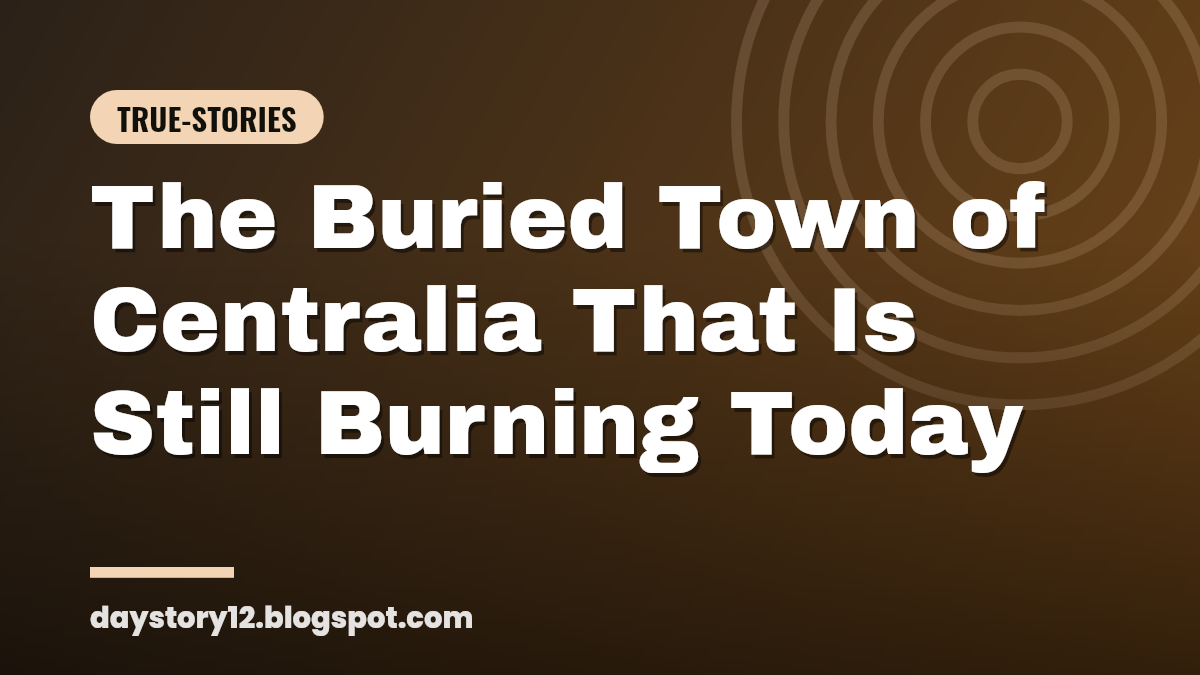 TRUE-STORIES
The Buried Town of
Centralia That Is
Still Burning Today
daystory12.blogspot.com